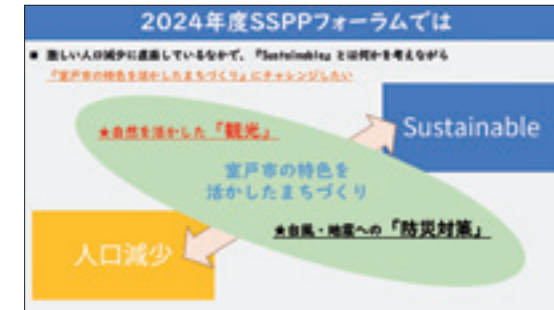 2024年度SSPPフォーラムでは
■ 激しい人口減少に直面しているなかで、『Sustainable』とは何かを考えながら
『室戸市の特色を活かしたまちづくり』にチャレンジしたい
Sustainable
★自然を活かした「観光」
室戸市の特色を
活かしたまちづくり
★台風・地震への「防災対策」
人口減少